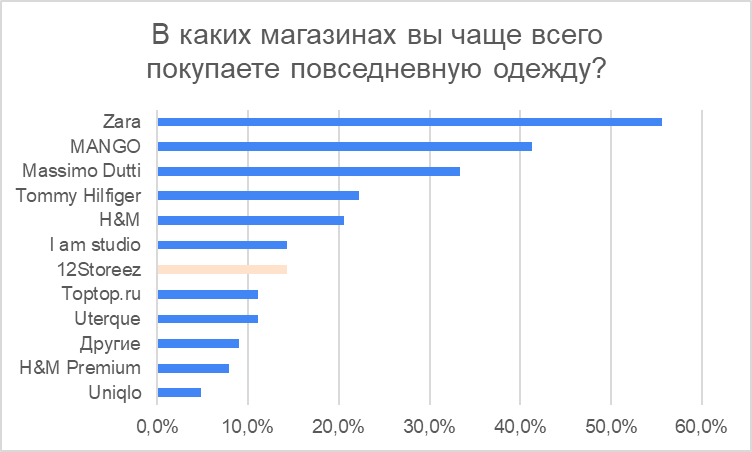 В каких магазинах вы чаще всего
покупаете повседневную одежду?
Zara
MANGO
Massimo Dutti
Tommy Hilfiger
H&M
I am studio
12Storeez
Toptop.ru
Uterque
Другие
H&M Premium
Uniqlo
0,0% 10,0% 20,0% 30,0% 40,0% 50,0% 60,0%